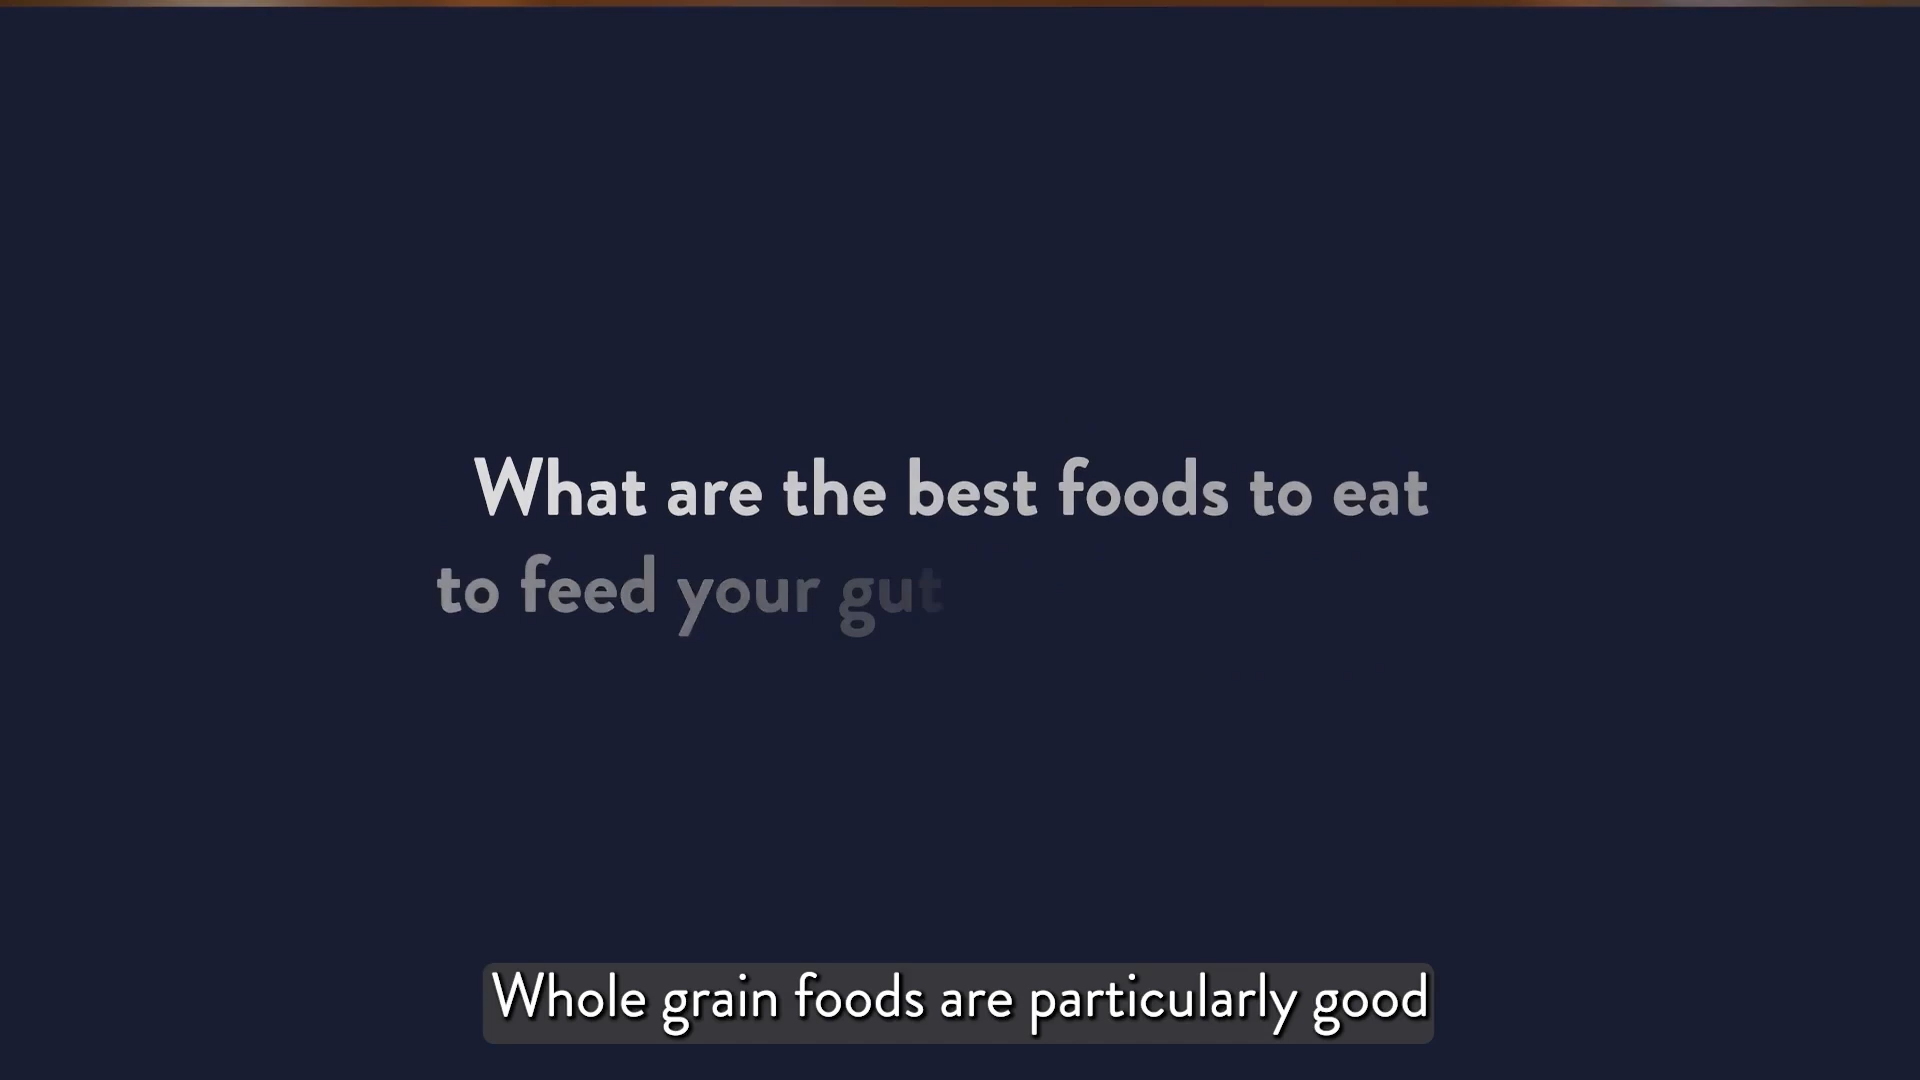 What are the best foods to eat
to feed your gut
Whole grain foods are particularly good